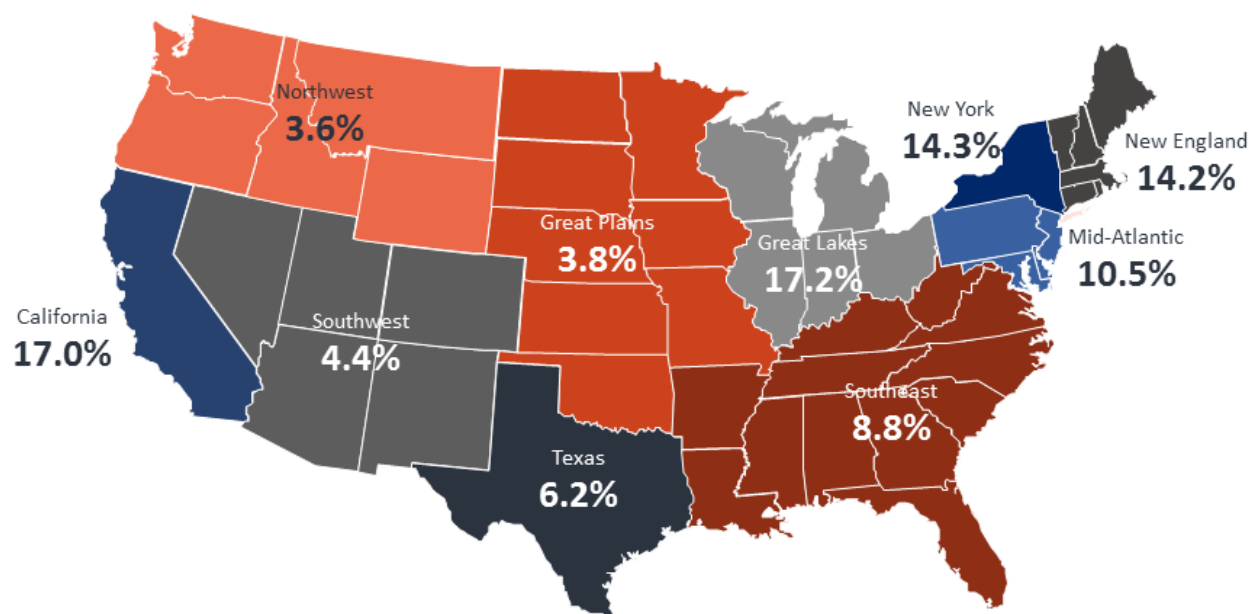 Northwest
3.6%
New York
14.3%
New England
14.2%
Great Plains
3.8%
Great Lakes
17.2%
Mid-Atlantic
10.5%
California
17.0%
Southwest
4.4%
Southeast
8.8%
Texas
6.2%